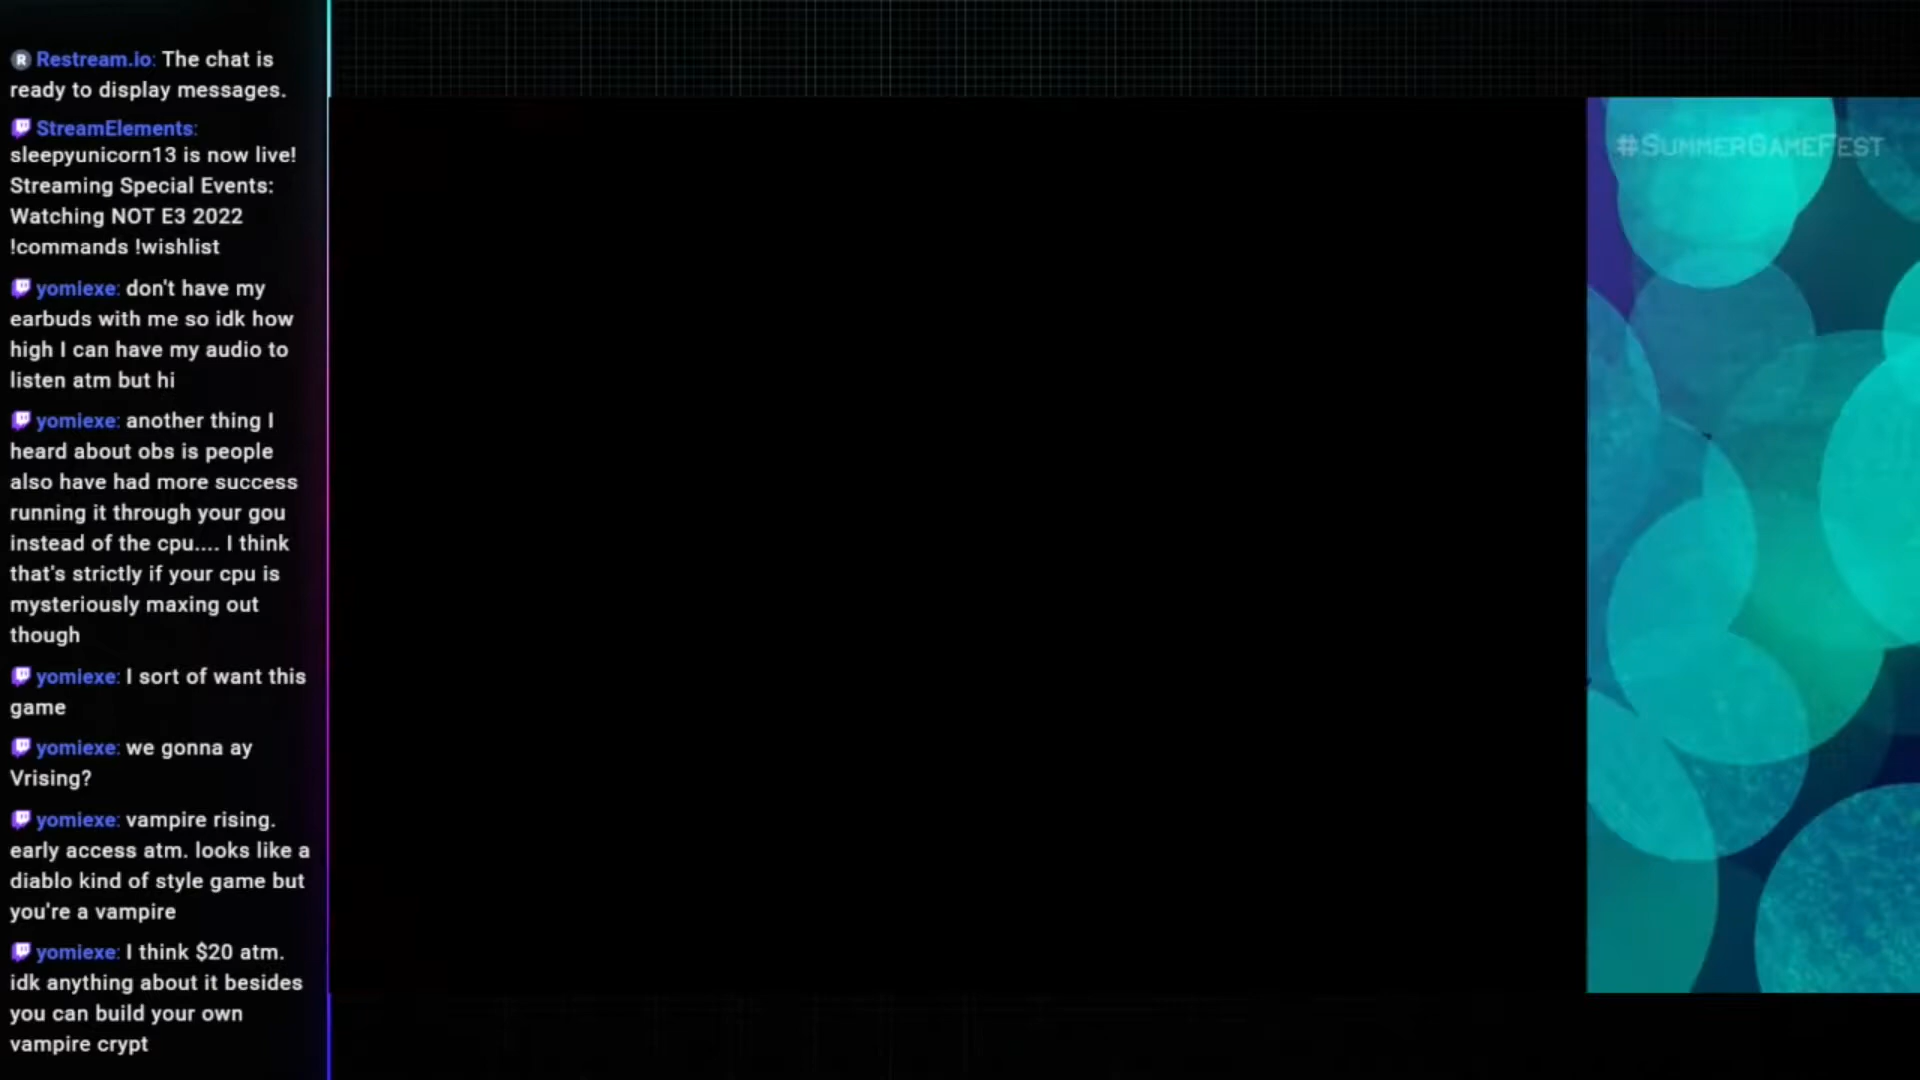 Restream.io: The chat is
ready to display messages.
StreamElements:
sleepyunicorn13 is now live!
Streaming Special Events:
Watching NOT E3 2022
!commands !wishlist
yomiexe: don't have my
earbuds with me so idk how
high I can have my audio to
listen atm but hi
yomiexe: another thing I
heard about obs is people
also have had more success
running it through your gou
instead of the cpu.... I think
that's strictly if your cpu is
mysteriously maxing out
though
yomiexe: I sort of want this
game
yomiexe: we gonna ay
Vrising?
yomiexe: vampire rising.
early access atm. looks like a
diablo kind of style game but
you're a vampire
yomiexe: I think $20 atm.
idk anything about it besides
you can build your own
vampire crypt
#SUMMERGAMEFEST